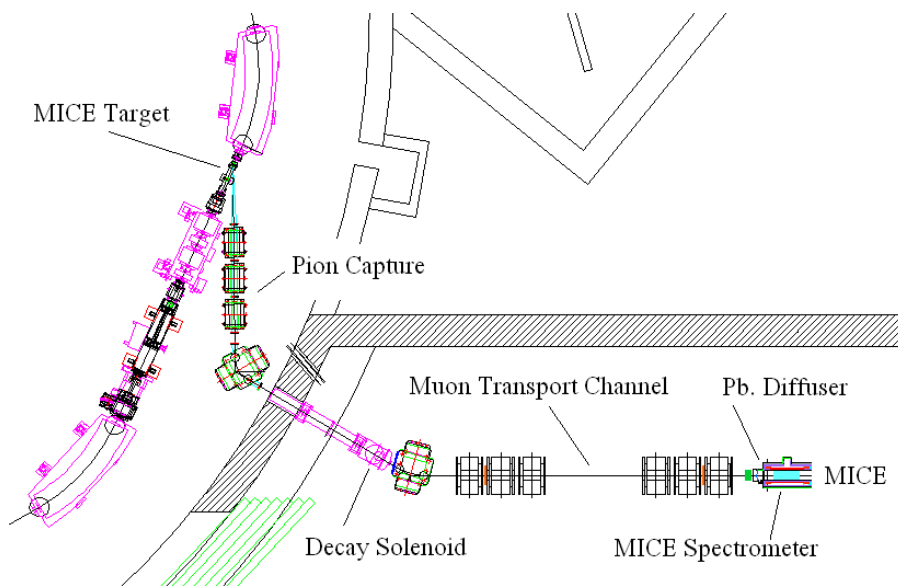 MICE Target
Pion Capture
Muon Transport Channel
Pb. Diffuser
MICE
Decay Solenoid
MICE Spectrometer